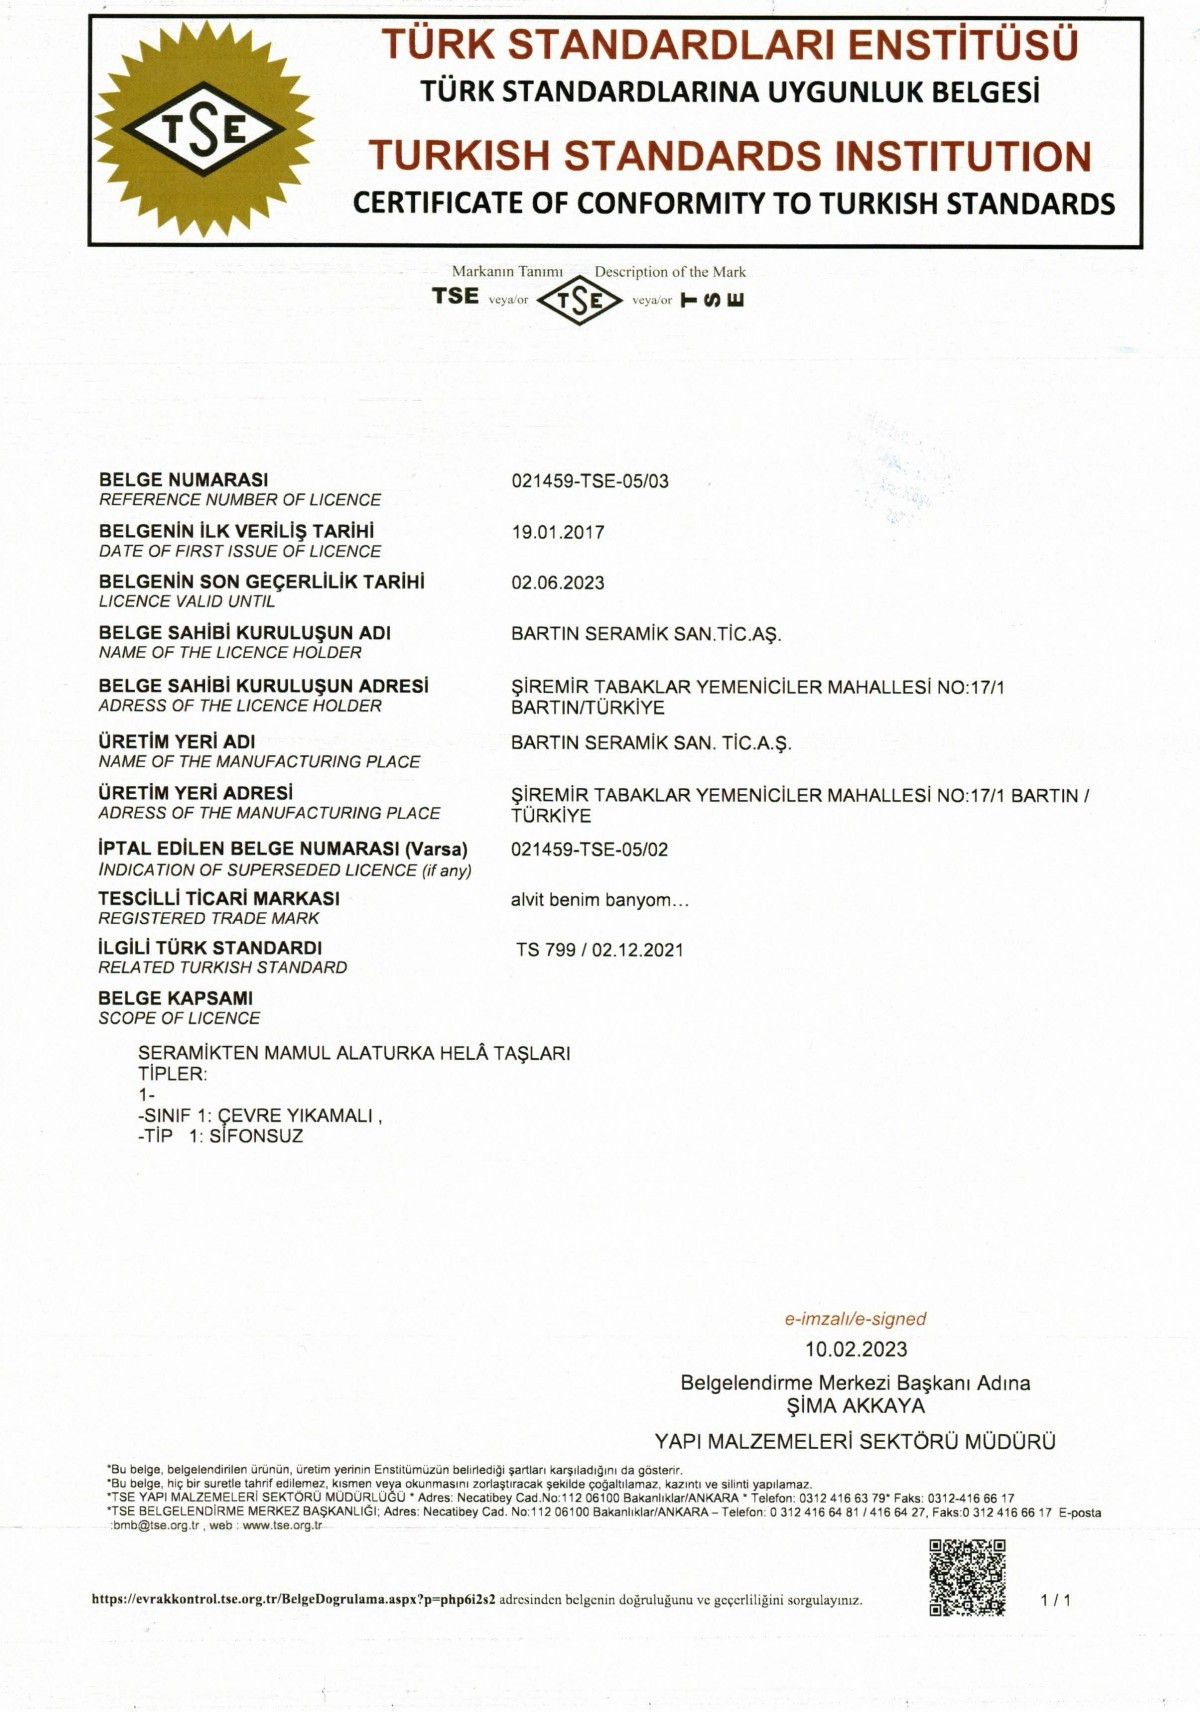 TSE
TÜRK STANDARDLARI ENSTİTÜSÜ
TÜRK STANDARDLARINA UYGUNLUK BELGESİ
TURKISH STANDARDS INSTITUTION
CERTIFICATE OF CONFORMITY TO TURKISH STANDARDS
Markanın Tanımı Description of the Mark
TSE veya/or TSE veya/or TSE
BELGE NUMARASI 021459-TSE-05/03
REFERENCE NUMBER OF LICENCE
BELGENİN İLK VERİLİŞ TARİHİ 19.01.2017
DATE OF FIRST ISSUE OF LICENCE
BELGENİN SON GEÇERLİLİK TARİHİ 02.06.2023
LICENCE VALID UNTIL
BELGE SAHİBİ KURULUŞUN ADI BARTIN SERAMİK SAN.TİC.AŞ.
NAME OF THE LICENCE HOLDER
BELGE SAHİBİ KURULUŞUN ADRESİ ŞİREMİR TABAKLAR YEMENİCİLER MAHALLESİ NO:17/1
ADRESS OF THE LICENCE HOLDER BARTIN/TÜRKİYE
ÜRETİM YERİ ADI BARTIN SERAMİK SAN. TİC.A.Ş.
NAME OF THE MANUFACTURING PLACE
ÜRETİM YERİ ADRESİ ŞİREMİR TABAKLAR YEMENİCİLER MAHALLESİ NO:17/1 BARTIN /
ADRESS OF THE MANUFACTURING PLACE TÜRKİYE
İPTAL EDİLEN BELGE NUMARASI (Varsa) 021459-TSE-05/02
INDICATION OF SUPERSEDED LICENCE (if any)
TESCİLLİ TİCARİ MARKASI alvit benim banyom...
REGISTERED TRADE MARK
İLGİLİ TÜRK STANDARDI TS 799 / 02.12.2021
RELATED TURKISH STANDARD
BELGE KAPSAMI
SCOPE OF LICENCE
SERAMİKTEN MAMUL ALATURKA HELÂ TAŞLARI
TİPLER:
1-
-SINIF 1: ÇEVRE YIKAMALI ,
-TİP 1: SİFONSUZ
e-imzalı/e-signed
10.02.2023
Belgelendirme Merkezi Başkanı Adına
ŞİMA AKKAYA
YAPI MALZEMELERİ SEKTÖRÜ MÜDÜRÜ
*Bu belge, belgelendirilen ürünün, üretim yerinin Enstitümüzün belirlediği şartları karşıladığını da gösterir.
*Bu belge, hiç bir suretle tahrif edilemez, kısmen veya okunmasını zorlaştıracak şekilde çoğaltılamaz, kazıntı ve silinti yapılamaz.
*TSE YAPI MALZEMELERİ SEKTÖRÜ MÜDÜRLÜĞÜ * Adres: Necatibey Cad.No:112 06100 Bakanlıklar/ANKARA * Telefon: 0312 416 63 79* Faks: 0312-416 66 17
*TSE BELGELENDİRME MERKEZ BAŞKANLIĞI; Adres: Necatibey Cad. No:112 06100 Bakanlıklar/ANKARA – Telefon: 0 312 416 64 81 / 416 64 27, Faks:0 312 416 66 17 E-posta
:bmb@tse.org.tr , web : www.tse.org.tr
https://evrakkontrol.tse.org.tr/BelgeDogrulama.aspx?p=php6i2s2 adresinden belgenin doğruluğunu ve geçerliliğini sorgulayınız.
1 / 1